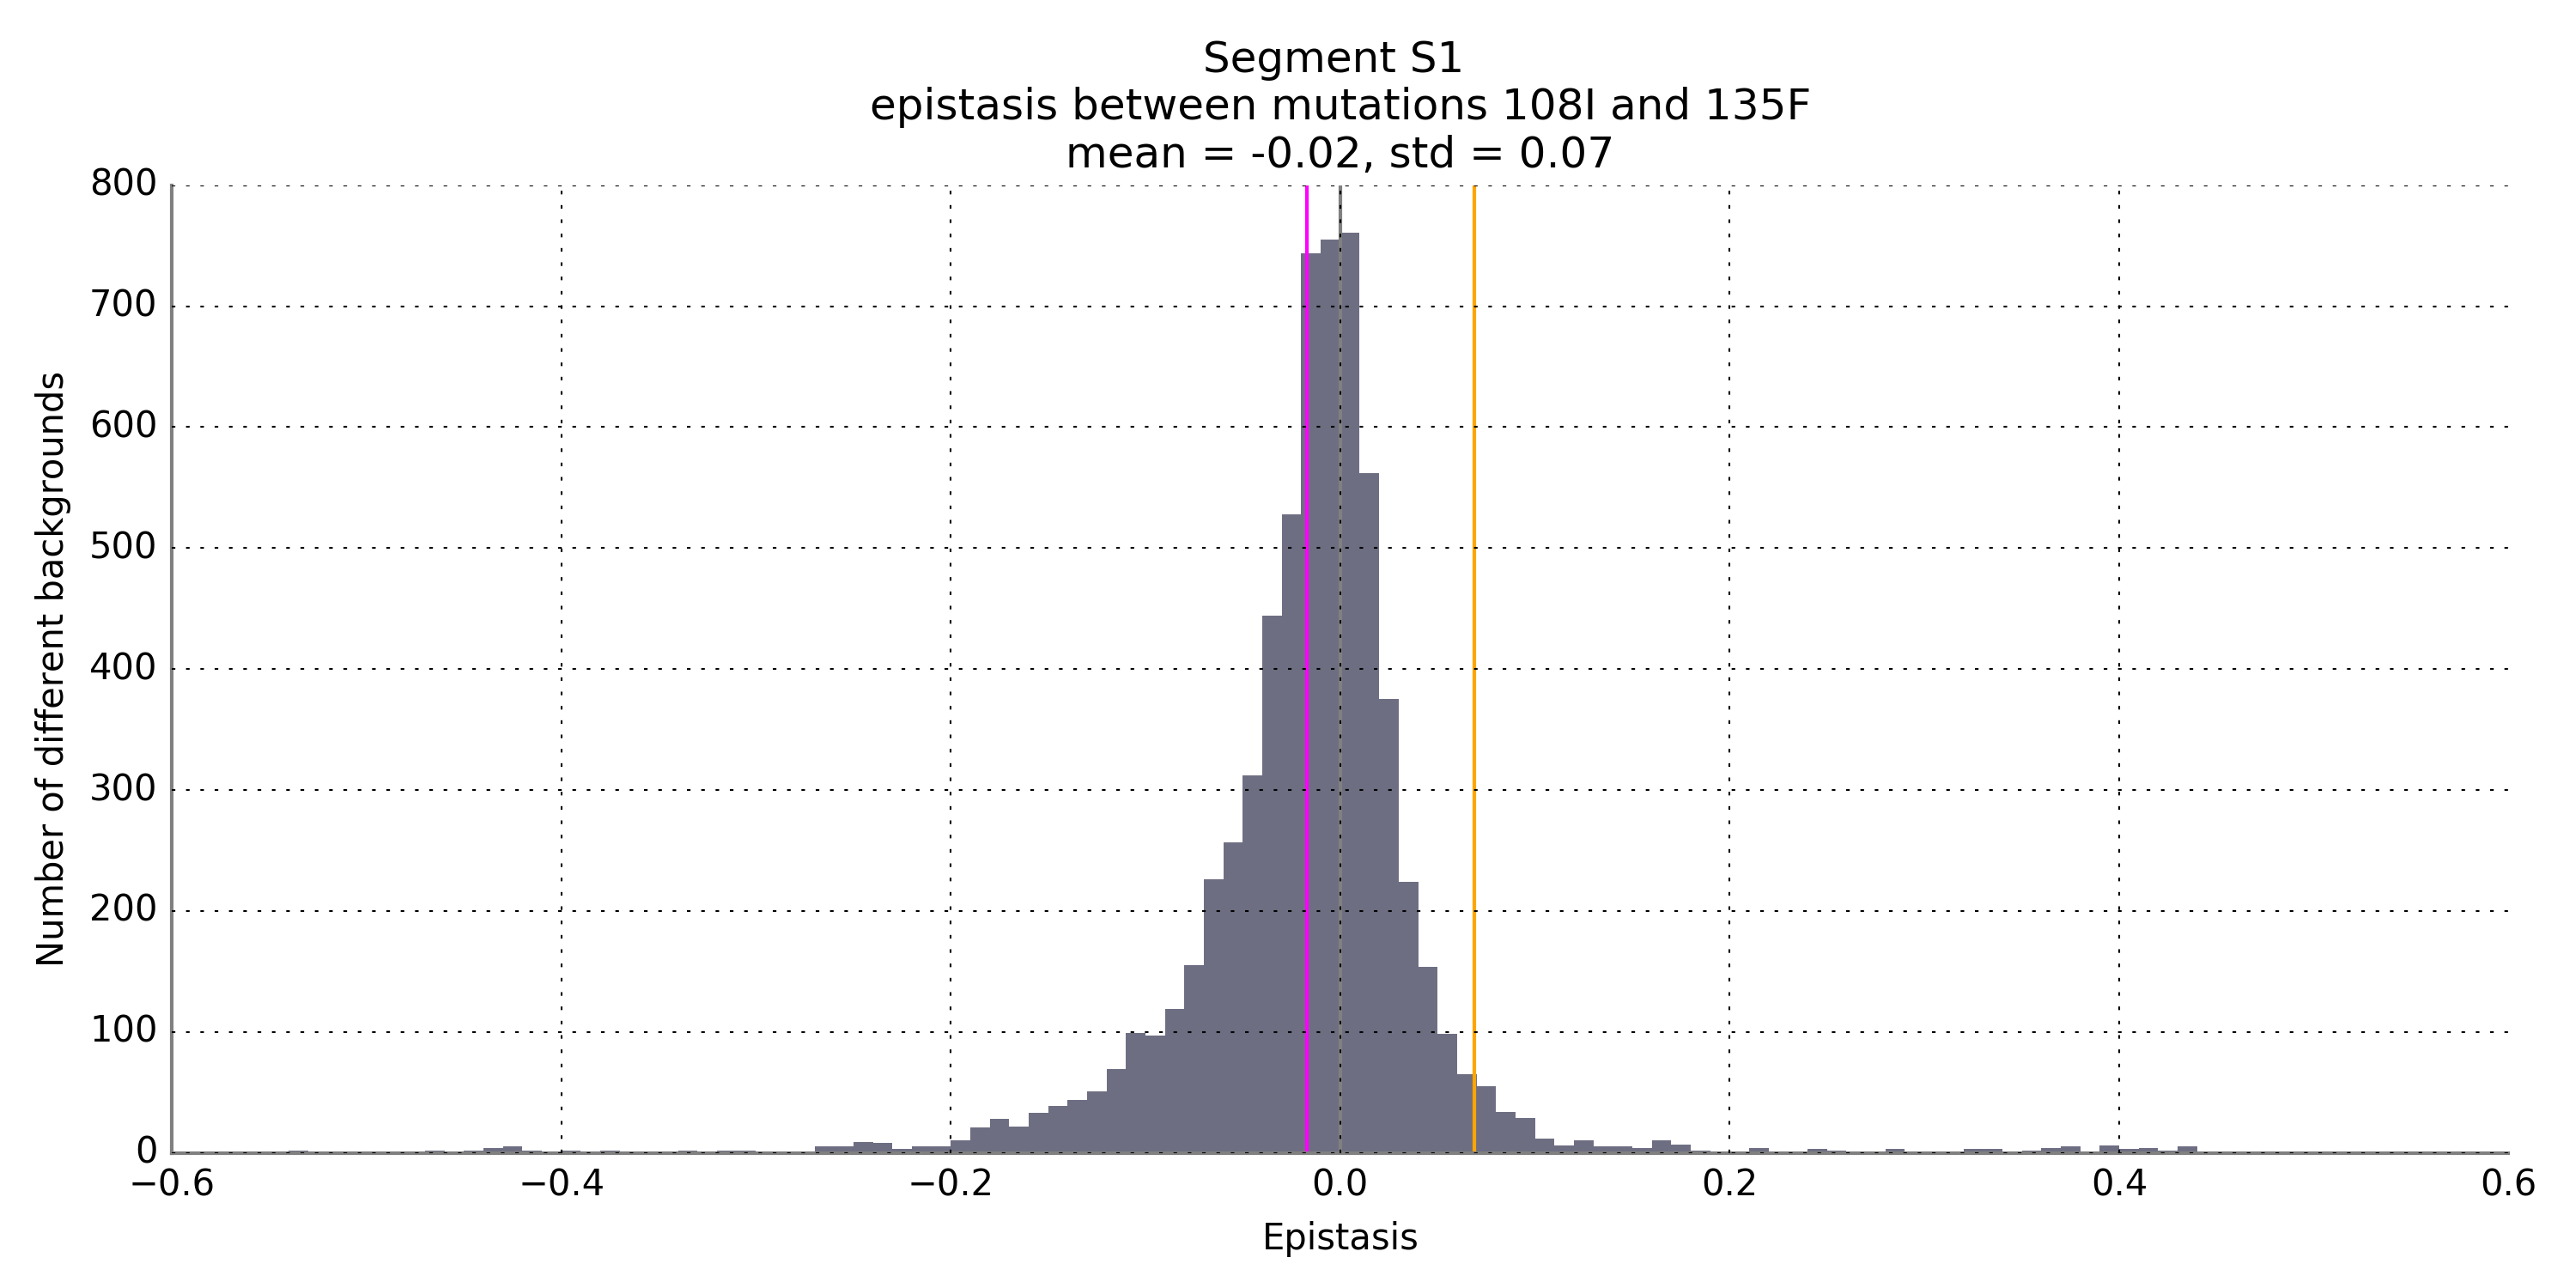 Segment S1
epistasis between mutations 108I and 135F
mean = -0.02, std = 0.07
800
700
600
500
400
300
200
100
0
−0.6 −0.4 −0.2 0.0 0.2 0.4 0.6
Number of different backgrounds
Epistasis